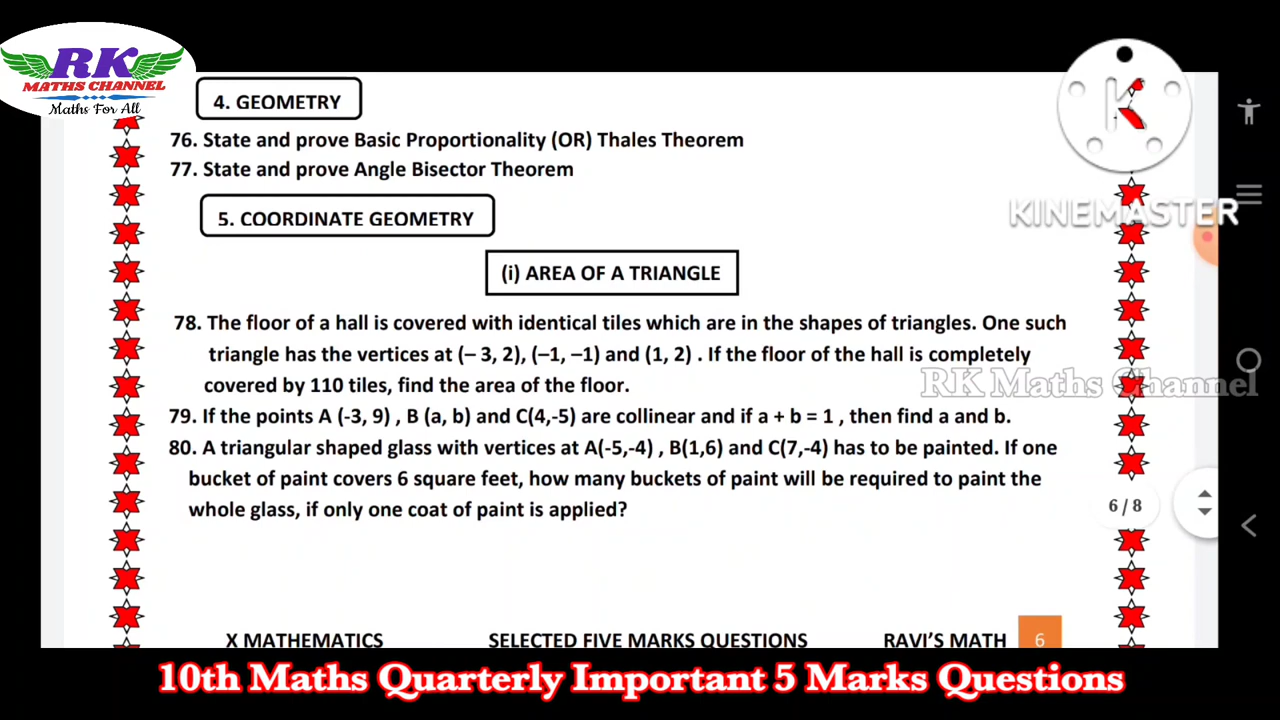 RK
MATHS CHANNEL
Maths For All
4. GEOMETRY
76. State and prove Basic Proportionality (OR) Thales Theorem
77. State and prove Angle Bisector Theorem
K
KINEMASTER
5. COORDINATE GEOMETRY
(i) AREA OF A TRIANGLE
78. The floor of a hall is covered with identical tiles which are in the shapes of triangles. One such
triangle has the vertices at (– 3, 2), (–1, –1) and (1, 2) . If the floor of the hall is completely
covered by 110 tiles, find the area of the floor.
RK Maths Channel
79. If the points A (-3, 9) , B (a, b) and C(4,-5) are collinear and if a + b = 1 , then find a and b.
80. A triangular shaped glass with vertices at A(-5,-4) , B(1,6) and C(7,-4) has to be painted. If one
bucket of paint covers 6 square feet, how many buckets of paint will be required to paint the
whole glass, if only one coat of paint is applied?
6 / 8
X MATHEMATICS SELECTED FIVE MARKS QUESTIONS RAVI'S MATH 6
10th Maths Quarterly Important 5 Marks Questions